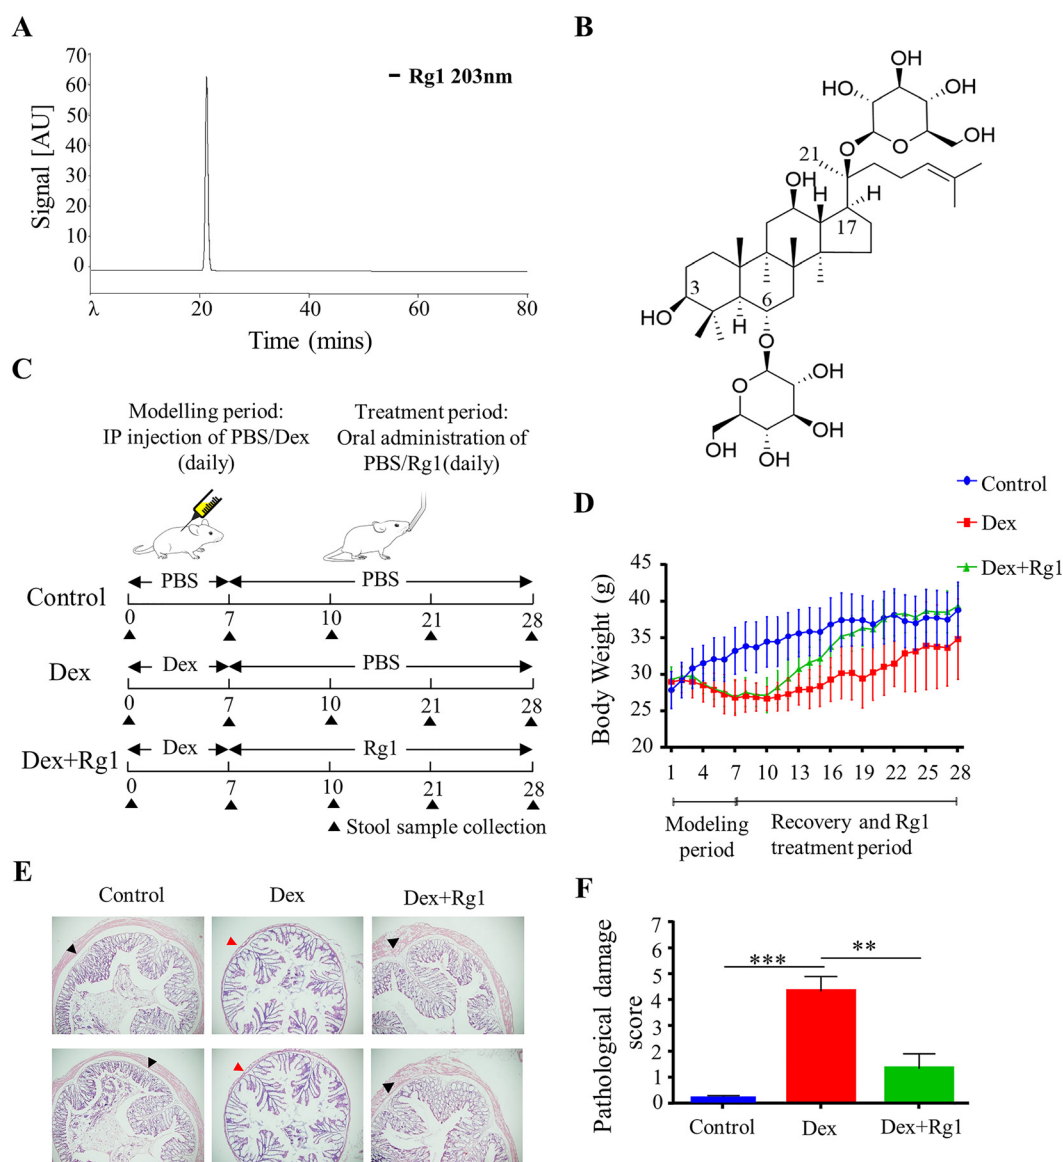 A
70
60
50
40
30
20
10
0
Signal [AU]
– Rg1 203nm
λ 20 40 60 80
Time (mins)
B
OH
HO OH
O OH
O
21
OH H H
17
3 6
HO H
O
O OH
OH
OH OH
C
Modelling period:
IP injection of PBS/Dex
(daily)
Treatment period:
Oral administration of
PBS/Rg1(daily)
PBS PBS
Control
0 7 10 21 28
Dex PBS
Dex
0 7 10 21 28
Dex Rg1
Dex+Rg1
0 7 10 21 28
▲ Stool sample collection
D
Control
Dex
Dex+Rg1
45
40
35
30
25
20
Body Weight (g)
1 4 7 10 13 16 19 22 25 28
Modeling
period
Recovery and Rg1
treatment period
E
Control Dex Dex+Rg1
F
7
6
5
4
3
2
1
0
Pathological damage
score
*** **
Control Dex Dex+Rg1